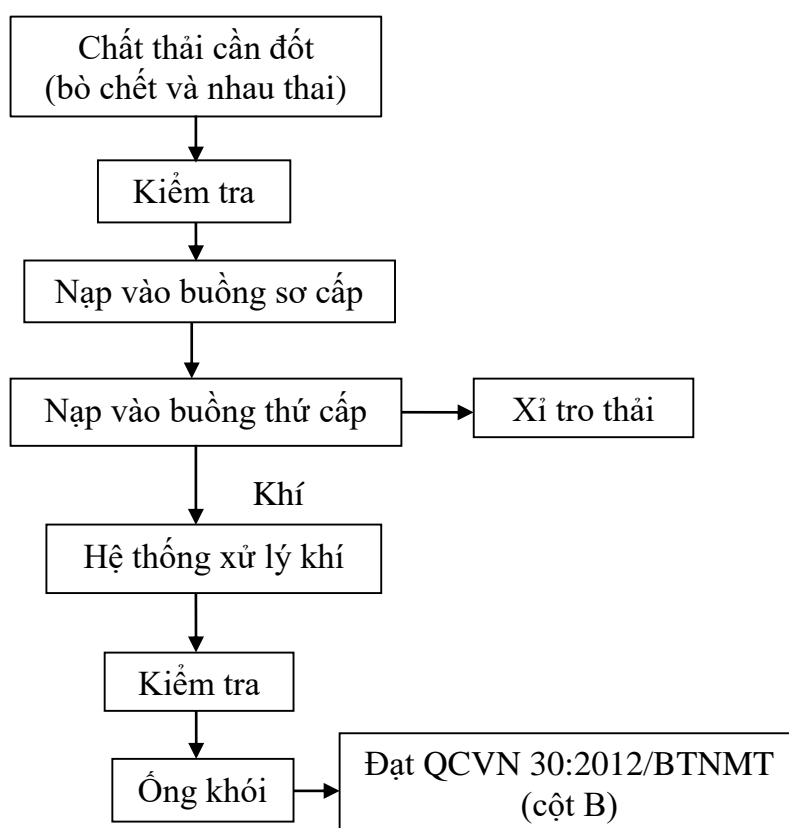 Chất thải cần đốt
(bò chết và nhau thai)
Kiểm tra
Nạp vào buồng sơ cấp
Nạp vào buồng thứ cấp
Xỉ tro thải
Khí
Hệ thống xử lý khí
Kiểm tra
Ống khói
Đạt QCVN 30:2012/BTNMT
(cột B)